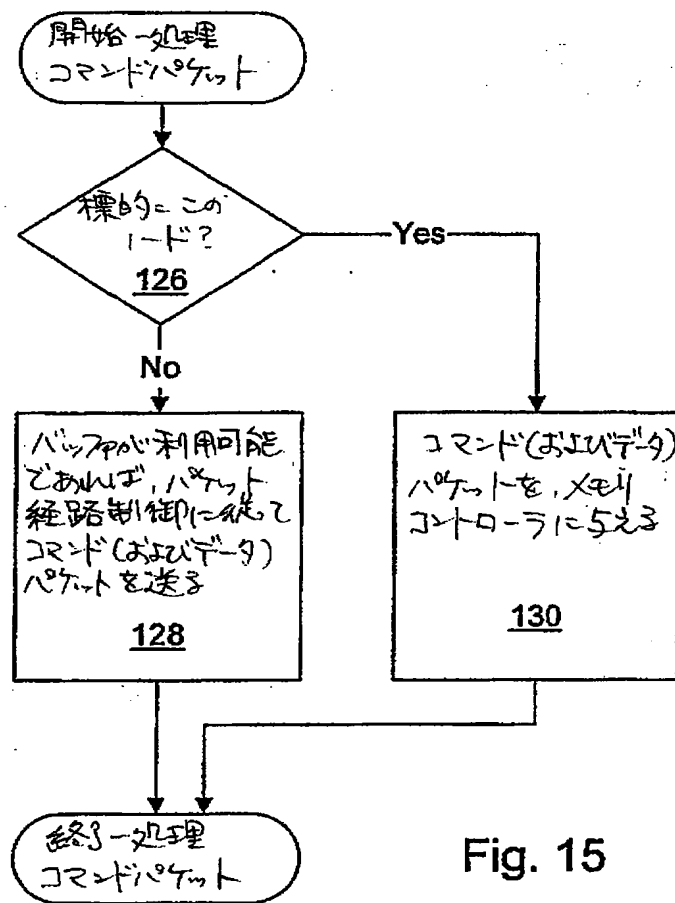 開始－処理
コマンドパケット
標的＝この
ノード？
126
Yes
No
バッファが利用可能
であれば，パケット
経路制御に従って
コマンド(およびデータ)
パケットを送る
128
コマンド(およびデータ)
パケットを，メモリ
コントローラに与える
130
終了－処理
コマンドパケット
Fig. 15